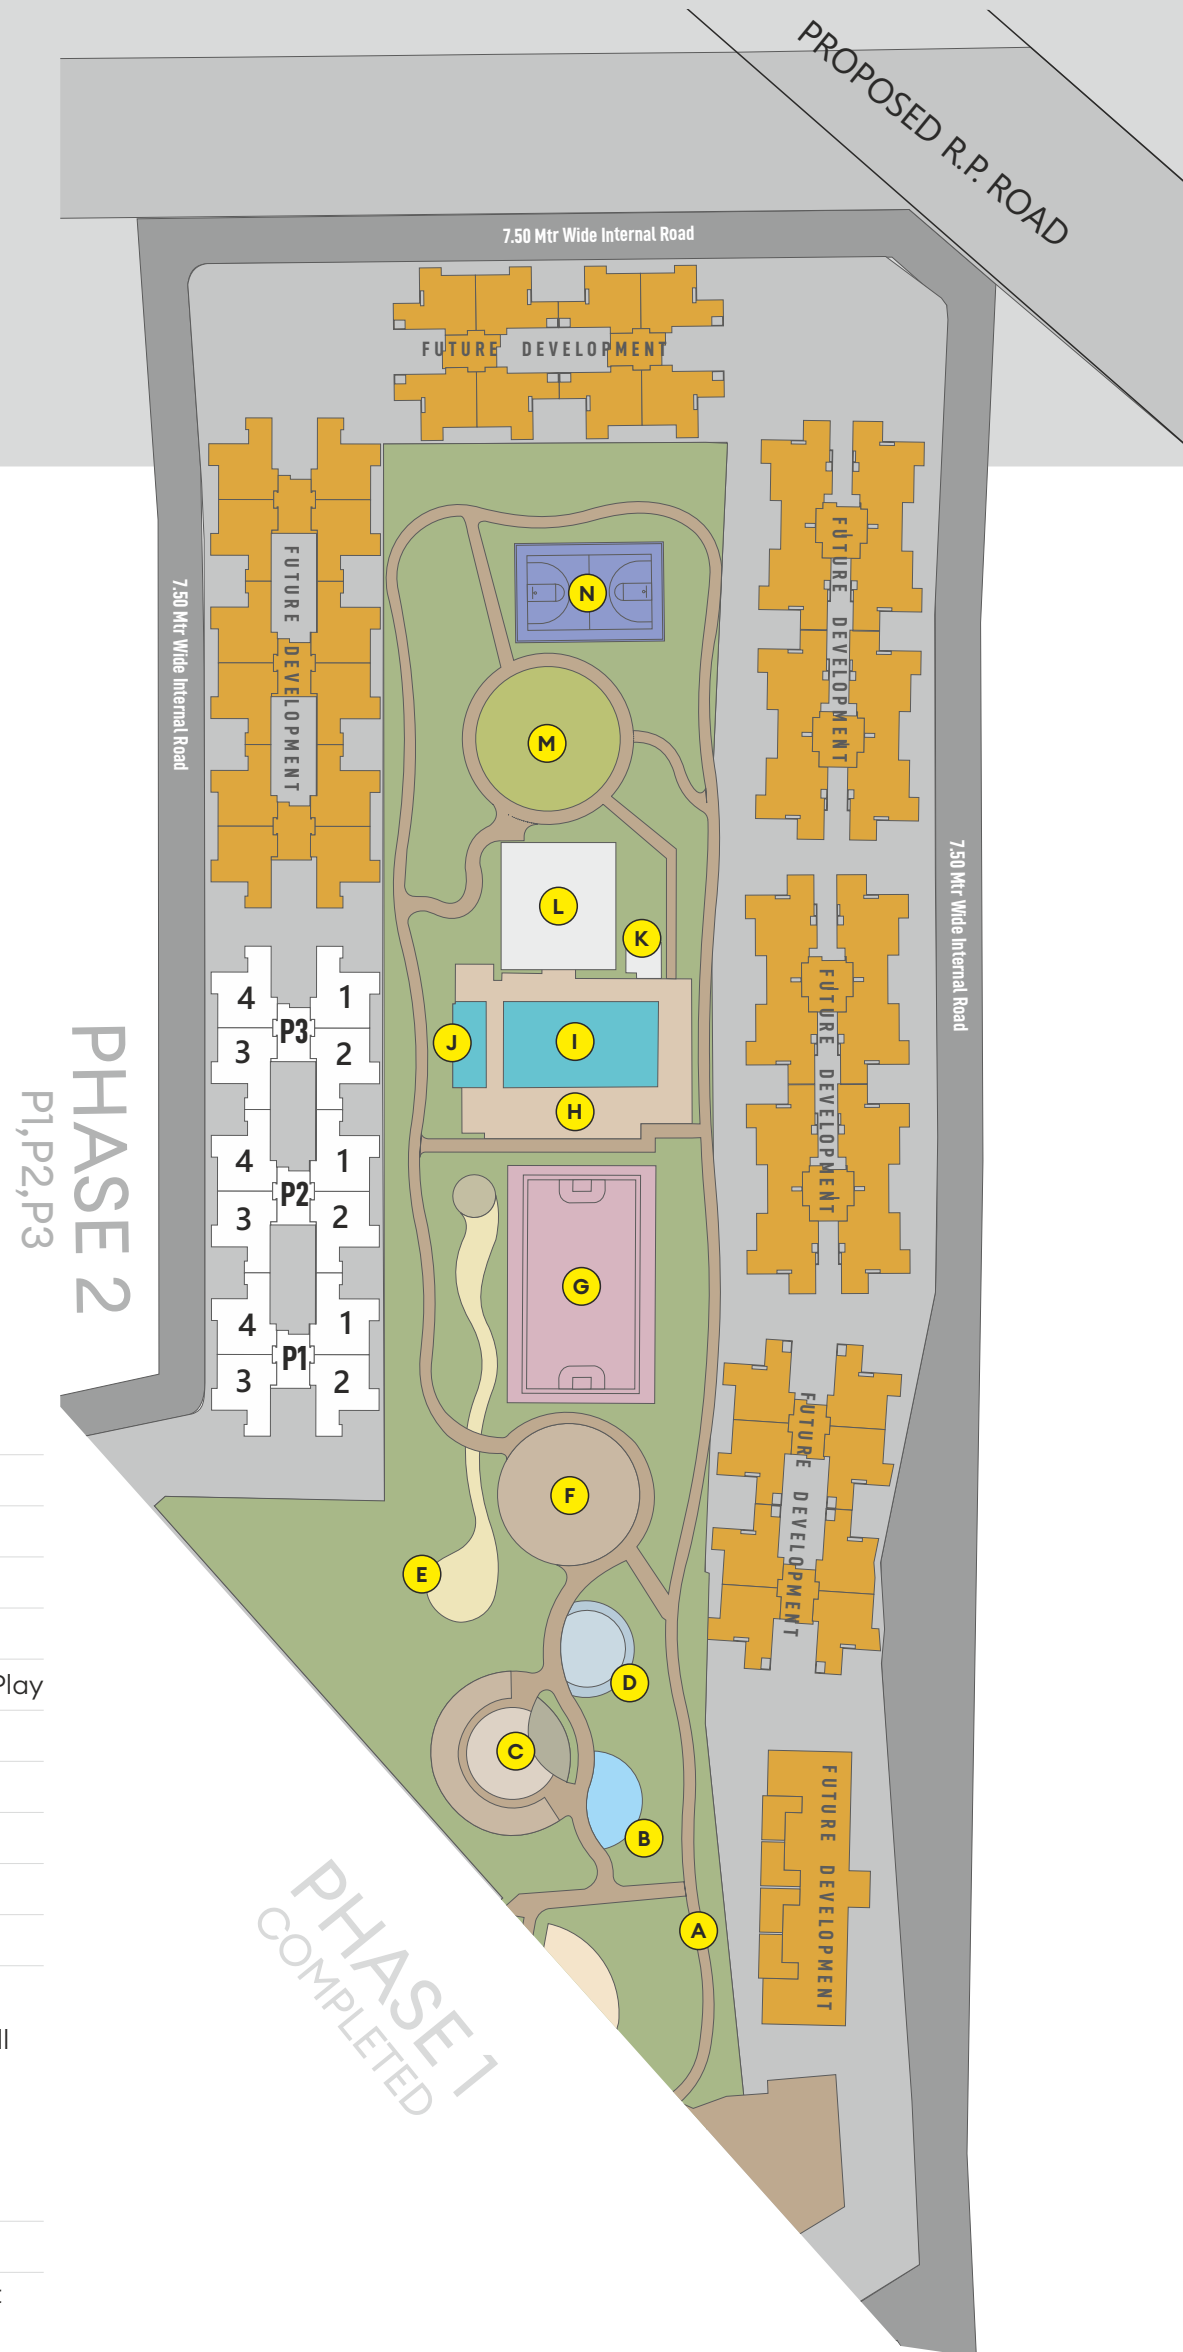 PROPOSED R.P. ROAD
7.50 Mtr Wide Internal Road
FUTURE DEVELOPMENT
FUTURE DEVELOPMENT
FUTURE DEVELOPMENT
7.50 Mtr Wide Internal Road
N
M
L
K
7.50 Mtr Wide Internal Road
FUTURE DEVELOPMENT
4 1
P3
3 2
J
I
H
4 1
P2
3 2
4 1
P1
3 2
PHASE 2
P1,P2,P3
G
F
E
FUTURE DEVELOPMENT
D
C
B
A
Play
FUTURE DEVELOPMENT
PHASE 1
COMPLETED